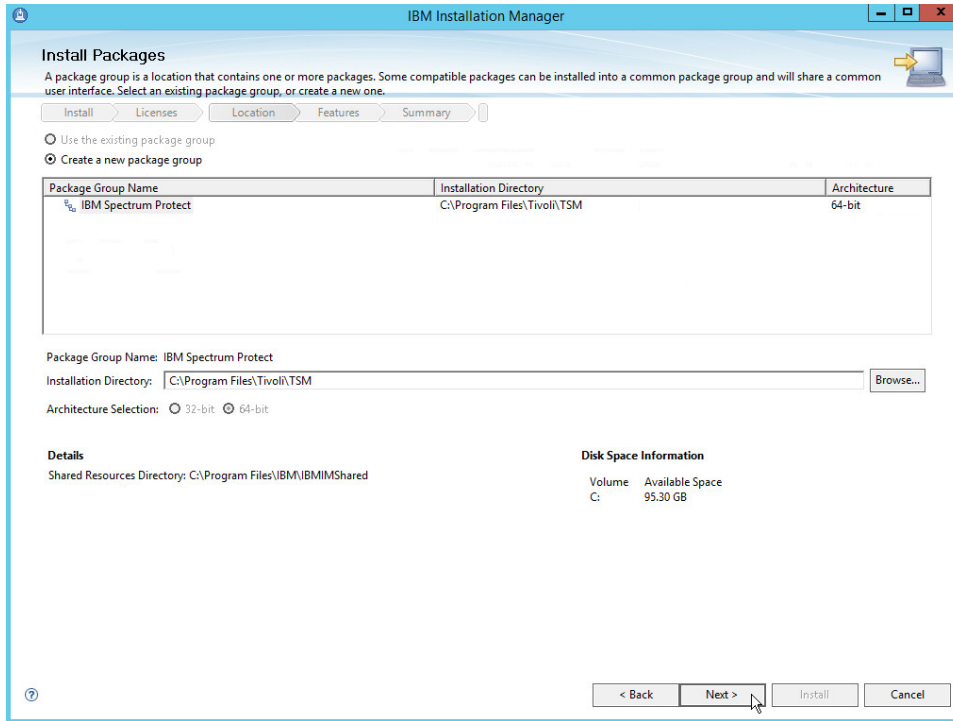 IBM Installation Manager
Install Packages
A package group is a location that contains one or more packages. Some compatible packages can be installed into a common package group and will share a common
user interface. Select an existing package group, or create a new one.
Install Licenses Location Features Summary
Use the existing package group
Create a new package group
Package Group Name Installation Directory Architecture
IBM Spectrum Protect C:\Program Files\Tivoli\TSM 64-bit
Package Group Name: IBM Spectrum Protect
Installation Directory: C:\Program Files\Tivoli\TSM Browse...
Architecture Selection: 32-bit 64-bit
Details Disk Space Information
Shared Resources Directory: C:\Program Files\IBM\IBMIMShared
Volume Available Space
C: 95.30 GB
? < Back Next > Install Cancel